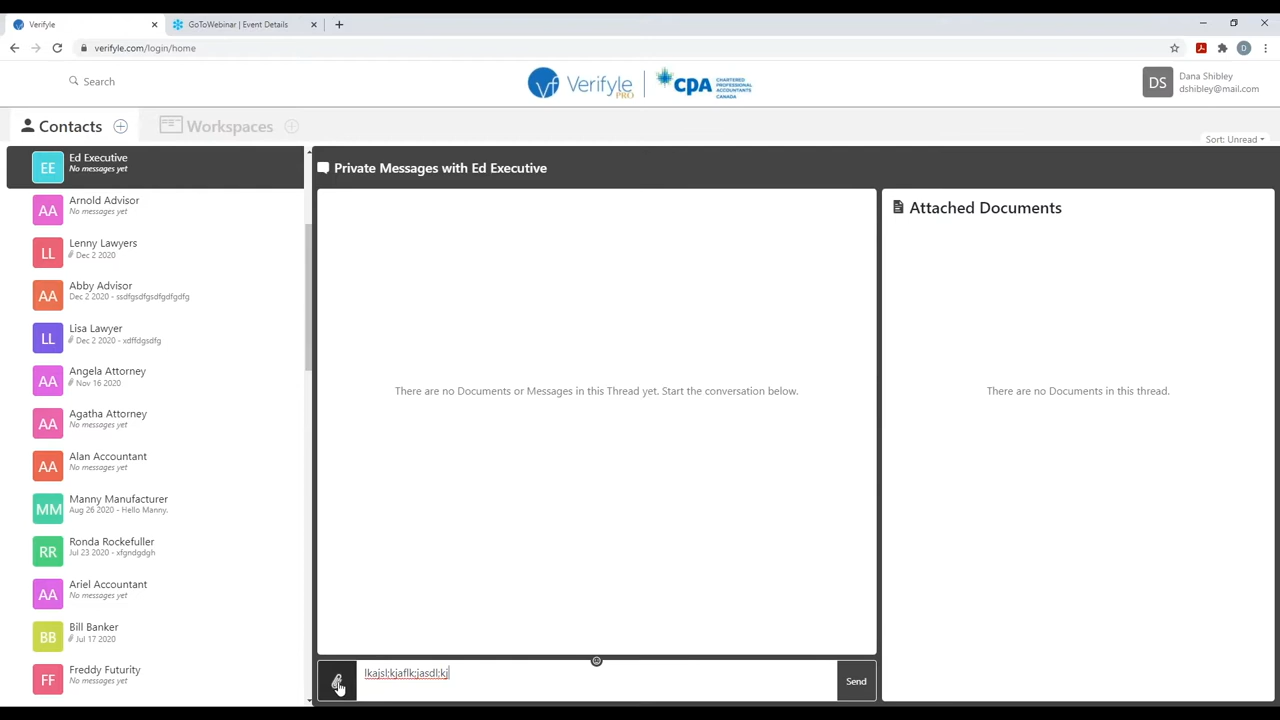 Verifyle
GoToWebinar | Event Details
verifyle.com/login/home
D
Search
vf Verifyle PRO
CPA CHARTERED PROFESSIONAL ACCOUNTANTS CANADA
DS
Dana Shibley
dshibley@mail.com
Contacts
Workspaces
Sort: Unread
EE
Ed Executive
No messages yet
AA
Arnold Advisor
No messages yet
LL
Lenny Lawyers
Dec 2 2020
AA
Abby Advisor
Dec 2 2020 - ssdfgsdfgsdfgdfgdfg
LL
Lisa Lawyer
Dec 2 2020 - xdffdgsdfg
AA
Angela Attorney
Nov 16 2020
AA
Agatha Attorney
No messages yet
AA
Alan Accountant
No messages yet
MM
Manny Manufacturer
Aug 26 2020 - Hello Manny.
RR
Ronda Rockefuller
Jul 23 2020 - xfgndgdgh
AA
Ariel Accountant
No messages yet
BB
Bill Banker
Jul 17 2020
FF
Freddy Futurity
No messages yet
Private Messages with Ed Executive
There are no Documents or Messages in this Thread yet. Start the conversation below.
lkajsl;kjaflk;jasdl;kj
Send
Attached Documents
There are no Documents in this thread.